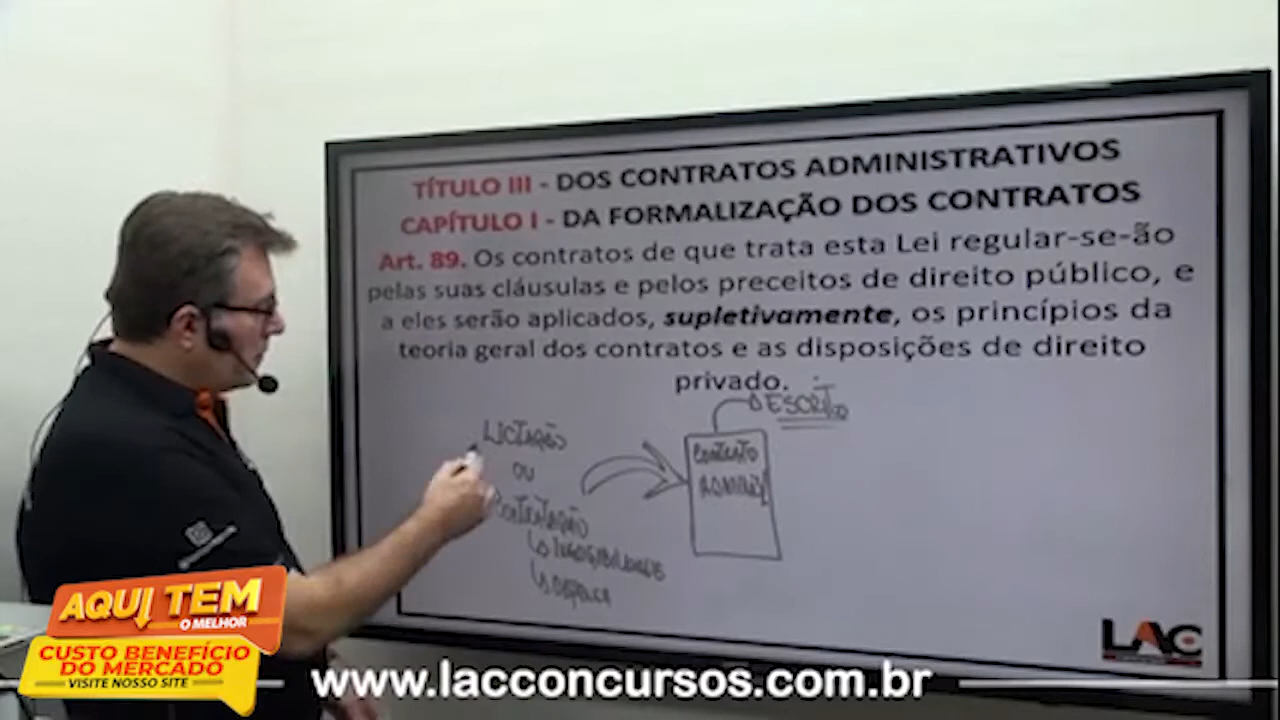 TÍTULO III - DOS CONTRATOS ADMINISTRATIVOS
CAPÍTULO I - DA FORMALIZAÇÃO DOS CONTRATOS
Art. 89. Os contratos de que trata esta Lei regular-se-ão
pelas suas cláusulas e pelos preceitos de direito público, e
a eles serão aplicados, supletivamente, os princípios da
teoria geral dos contratos e as disposições de direito
privado.
ESCRITO
LICITAÇÃO
OU
CONTRATO
AQUI TEM
O MELHOR
CUSTO BENEFÍCIO
DO MERCADO
VISITE NOSSO SITE
LAC
www.lacconcursos.com.br